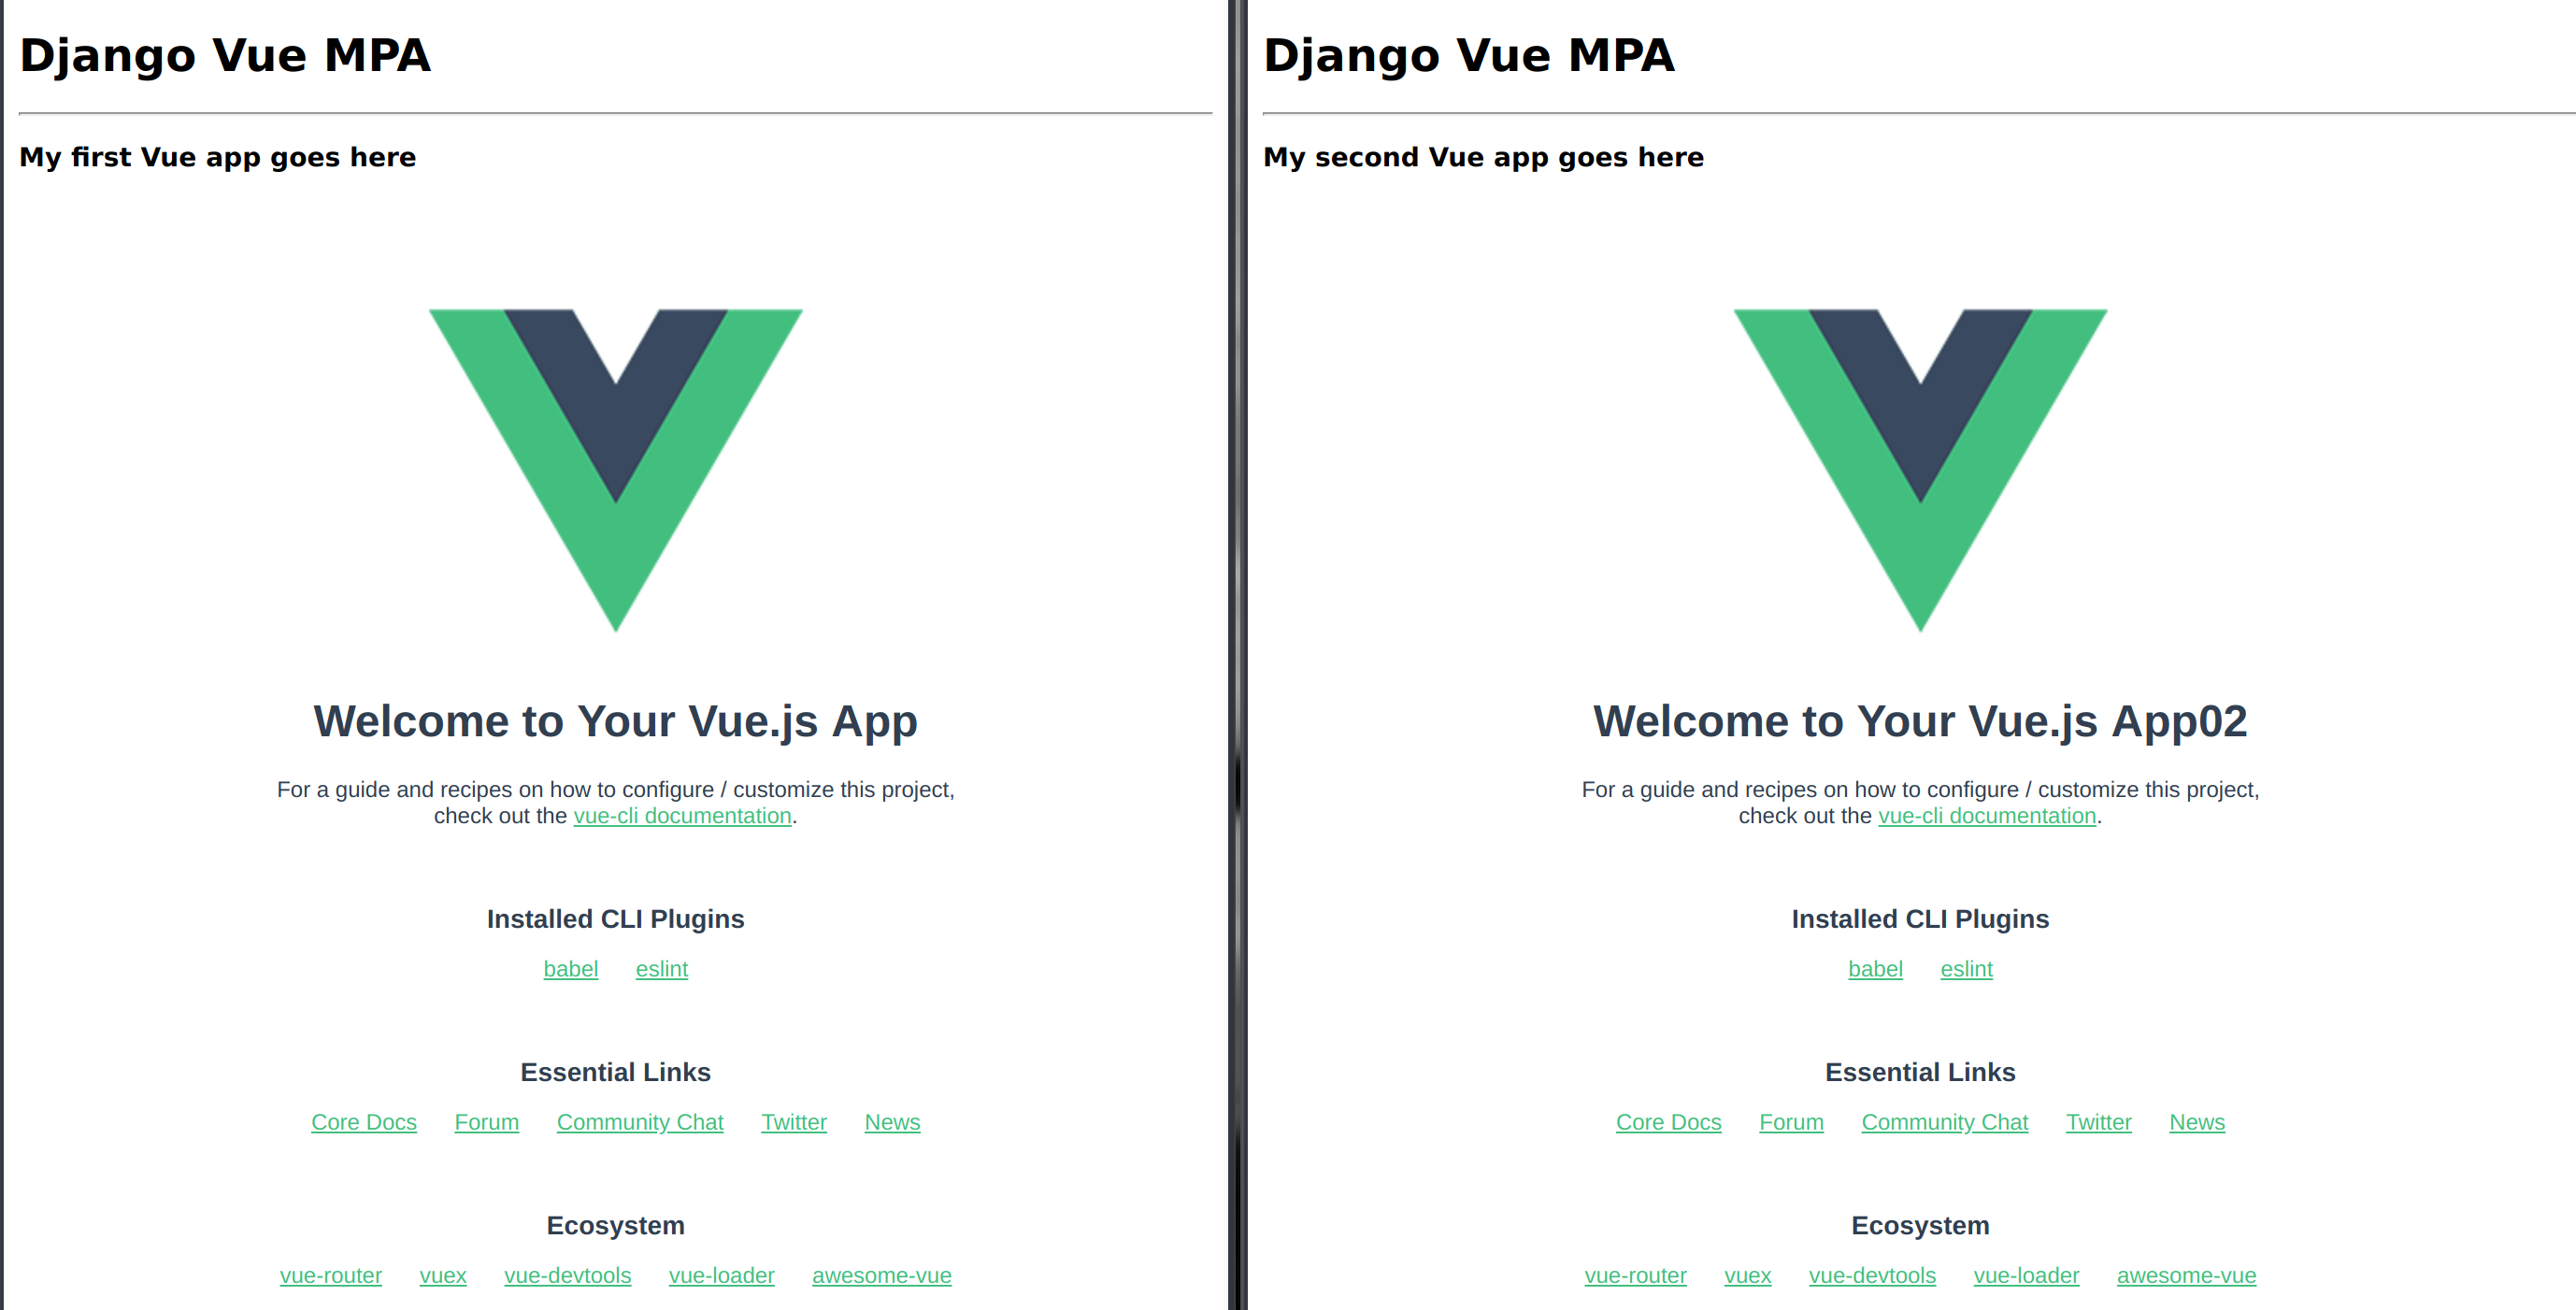 Django Vue MPA
My first Vue app goes here
Welcome to Your Vue.js App
For a guide and recipes on how to configure / customize this project,
check out the vue-cli documentation.
Installed CLI Plugins
babel eslint
Essential Links
Core Docs Forum Community Chat Twitter News
Ecosystem
vue-router vuex vue-devtools vue-loader awesome-vue
Django Vue MPA
My second Vue app goes here
Welcome to Your Vue.js App02
For a guide and recipes on how to configure / customize this project,
check out the vue-cli documentation.
Installed CLI Plugins
babel eslint
Essential Links
Core Docs Forum Community Chat Twitter News
Ecosystem
vue-router vuex vue-devtools vue-loader awesome-vue